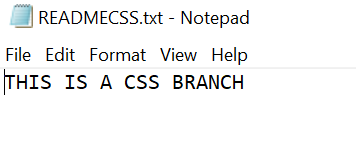 READMECSS.txt - Notepad
File Edit Format View Help
THIS IS A CSS BRANCH